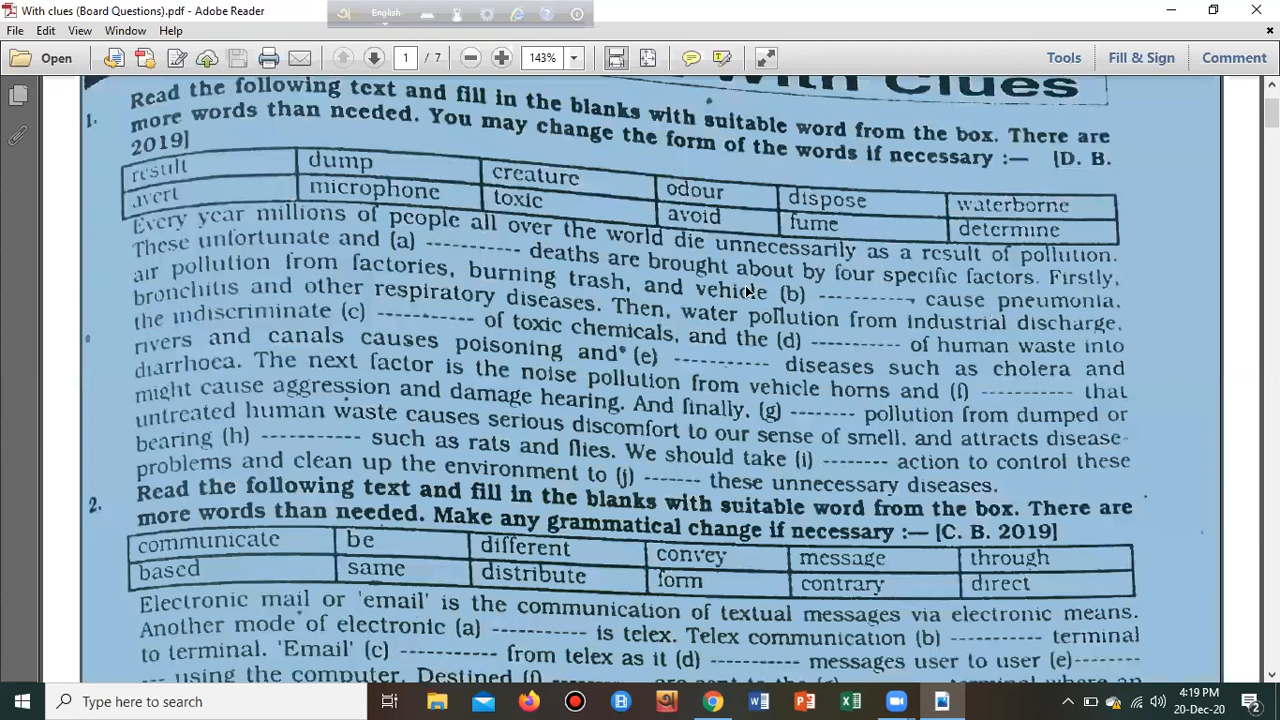 With clues (Board Questions).pdf - Adobe Reader
English
File Edit View Window Help
Open 1 / 7 143% Tools Fill & Sign Comment
With Clues
1. Read the following text and fill in the blanks with suitable word from the box. There are
more words than needed. You may change the form of the words if necessary :— [D. B.
2019]
result dump creature odour dispose waterborne
avert microphone toxic avoid fume determine
Every year millions of people all over the world die unnecessarily as a result of pollution.
These unfortunate and (a) ---------- deaths are brought about by four specific factors. Firstly,
air pollution from factories, burning trash, and vehicle (b) ----------, cause pneumonia,
bronchitis and other respiratory diseases. Then, water pollution from industrial discharge,
the indiscriminate (c) ---------- of toxic chemicals, and the (d) ---------- of human waste into
rivers and canals causes poisoning and (e) ---------- diseases such as cholera and
diarrhoea. The next factor is the noise pollution from vehicle horns and (f) ---------- that
might cause aggression and damage hearing. And finally, (g) -------- pollution from dumped or
untreated human waste causes serious discomfort to our sense of smell, and attracts disease-
bearing (h) ----------- such as rats and flies. We should take (i) -------- action to control these
problems and clean up the environment to (j) ------- these unnecessary diseases.
2. Read the following text and fill in the blanks with suitable word from the box. There are
more words than needed. Make any grammatical change if necessary :— [C. B. 2019]
communicate be different convey message through
based same distribute form contrary direct
Electronic mail or 'email' is the communication of textual messages via electronic means.
Another mode of electronic (a) ---------- is telex. Telex communication (b) ---------- terminal
to terminal. 'Email' (c) ---------- from telex as it (d) ---------- messages user to user (e)-------
--- using the computer. Destined (f)
Type here to search
4:19 PM
20-Dec-20
2